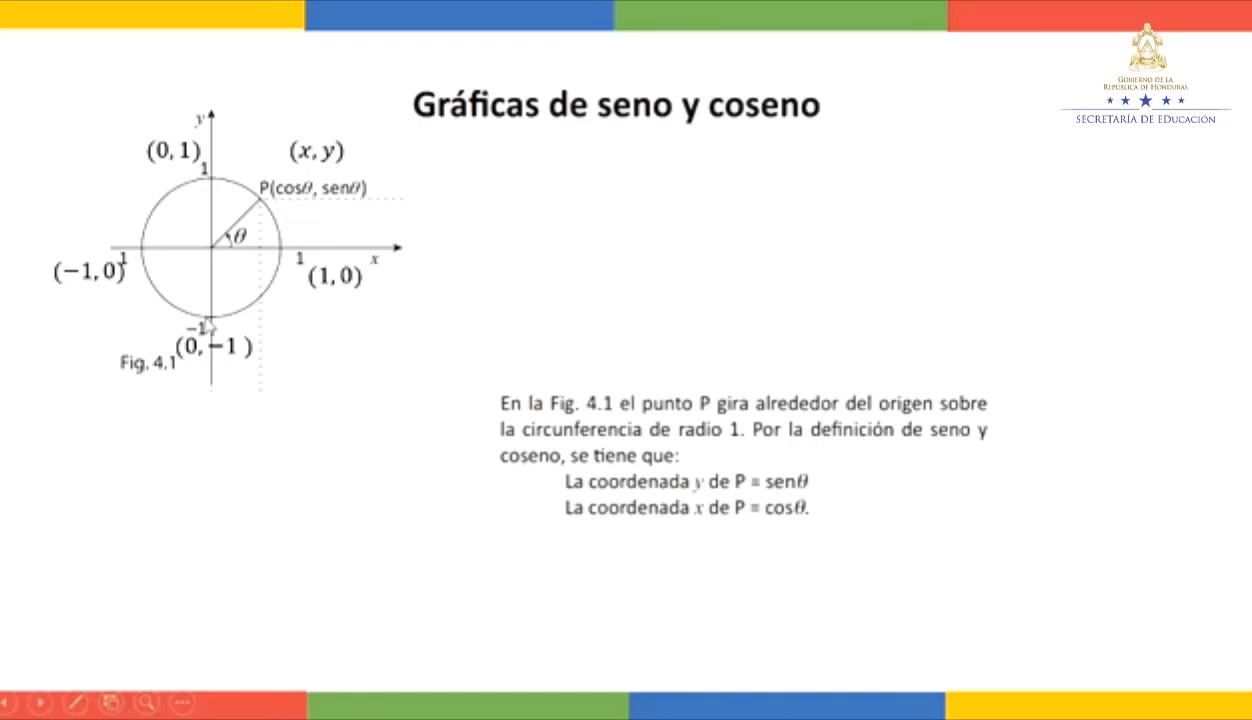 Gráficas de seno y coseno
GOBIERNO DE LA
REPÚBLICA DE HONDURAS
SECRETARÍA DE EDUCACIÓN
y
(0, 1)
1
(x, y)
P(cosθ, senθ)
θ
1
(−1, 0)
1
x
(1, 0)
−1
(0, −1 )
Fig. 4.1
En la Fig. 4.1 el punto P gira alrededor del origen sobre
la circunferencia de radio 1. Por la definición de seno y
coseno, se tiene que:
La coordenada y de P = senθ
La coordenada x de P = cosθ.